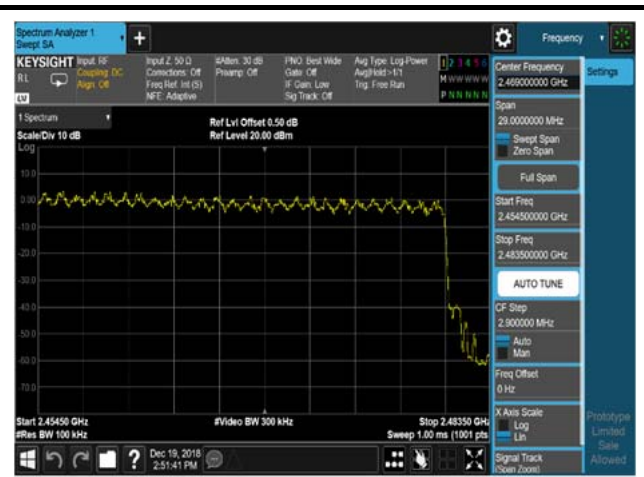 Spectrum Analyzer 1
Swept SA
+
Frequency
KEYSIGHT
RL
Input: RF
Coupling: DC
Align: Off
Input Z: 50 Ω
Corrections: Off
Freq Ref: Int (S)
NFE: Adaptive
#Atten: 30 dB
Preamp: Off
PNO: Best Wide
Gate: Off
IF Gain: Low
Sig Track: Off
Avg Type: Log-Power
Avg|Hold:>1/1
Trig: Free Run
1 2 3 4 5 6
M W W W W W
P N N N N N
1 Spectrum
Scale/Div 10 dB
Log
Ref Lvl Offset 0.50 dB
Ref Level 20.00 dBm
10.0
0.00
-10.0
-20.0
-40.0
-50.0
-60.0
-70.0
Start 2.45450 GHz
#Res BW 100 kHz
#Video BW 300 kHz
Stop 2.48350 GHz
Sweep 1.00 ms (1001 pts
Center Frequency
2.469000000 GHz
Settings
Span
29.0000000 MHz
Swept Span
Zero Span
Full Span
Start Freq
2.454500000 GHz
Stop Freq
2.483500000 GHz
AUTO TUNE
CF Step
2.900000 MHz
Auto
Man
Freq Offset
0 Hz
X Axis Scale
Log
Lin
Signal Track
(Span Zoom)
Prototype
Limited
Sale
Allowed
?
Dec 19, 2018
2:51:41 PM